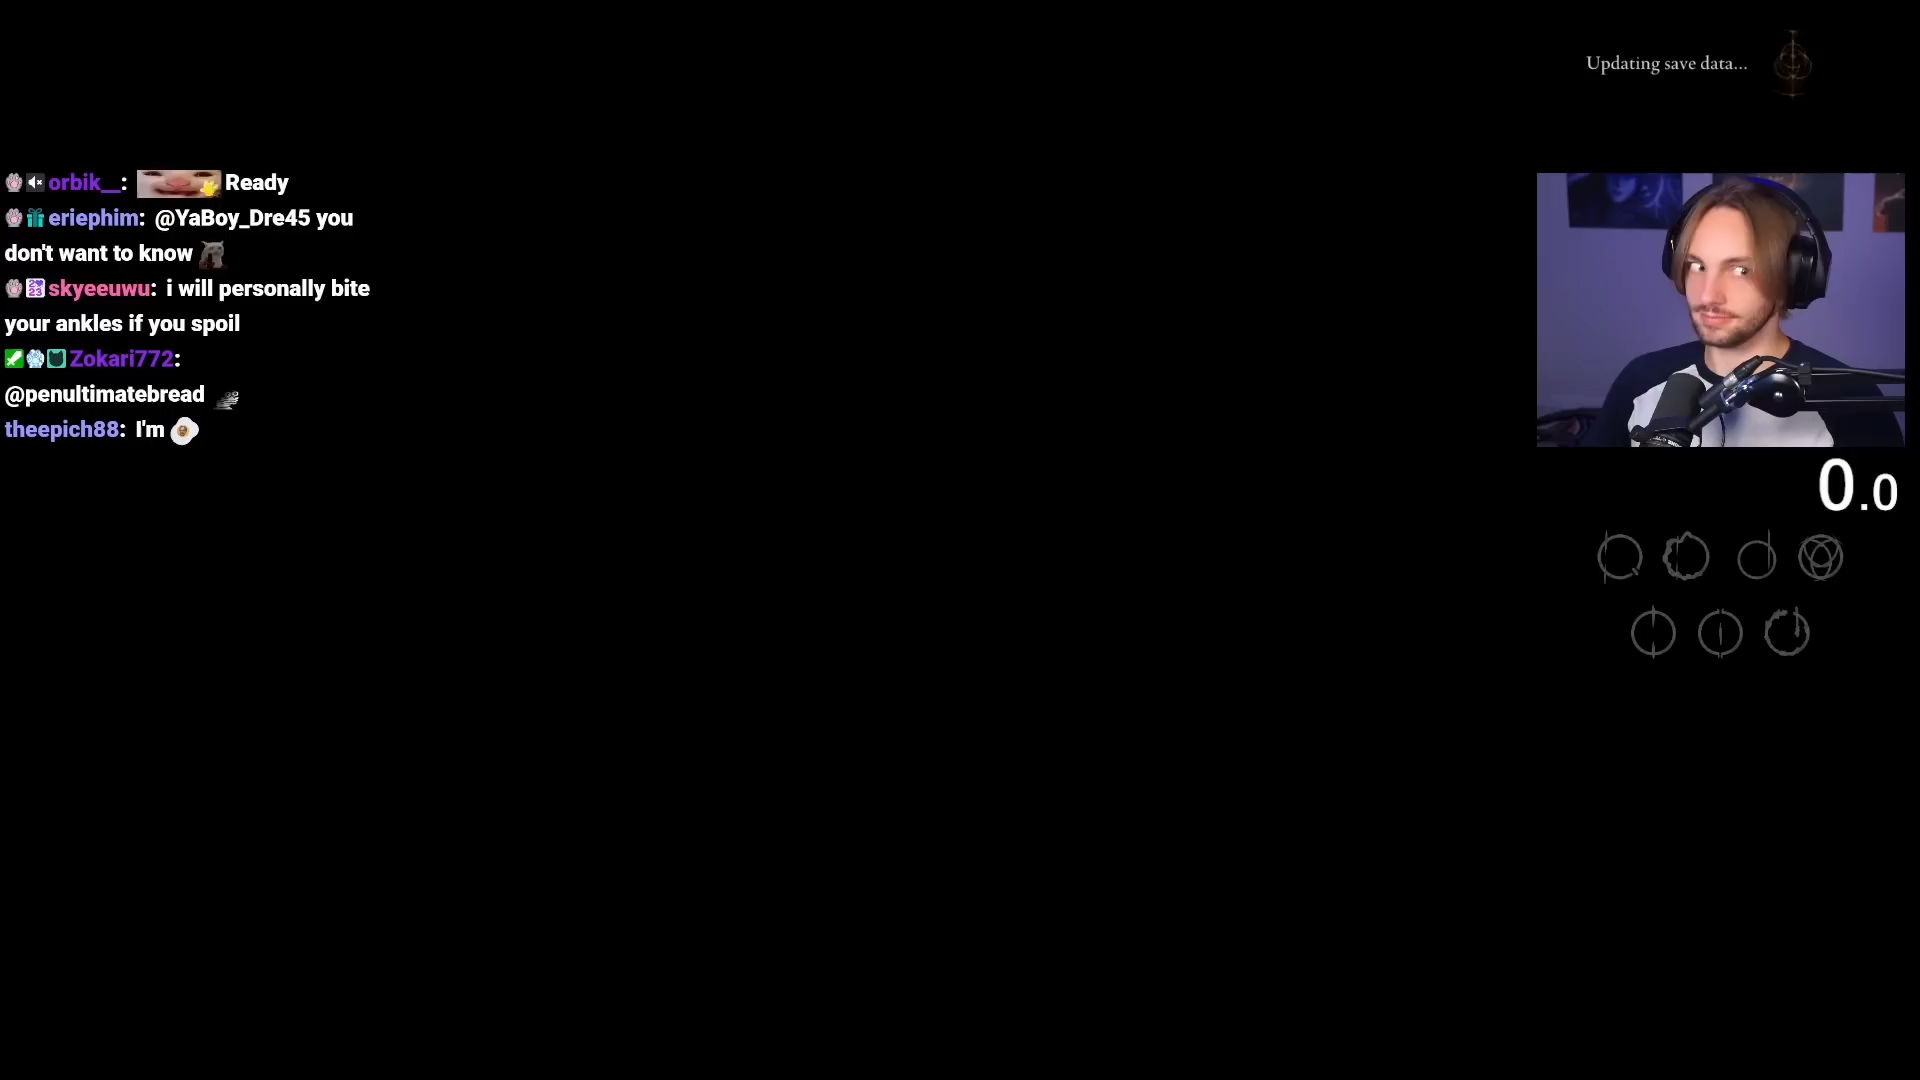 Updating save data...
orbik__: Ready
eriephim: @YaBoy_Dre45 you
don't want to know
skyeeuwu: i will personally bite
your ankles if you spoil
Zokari772:
@penultimatebread
theepich88: I'm
0.0